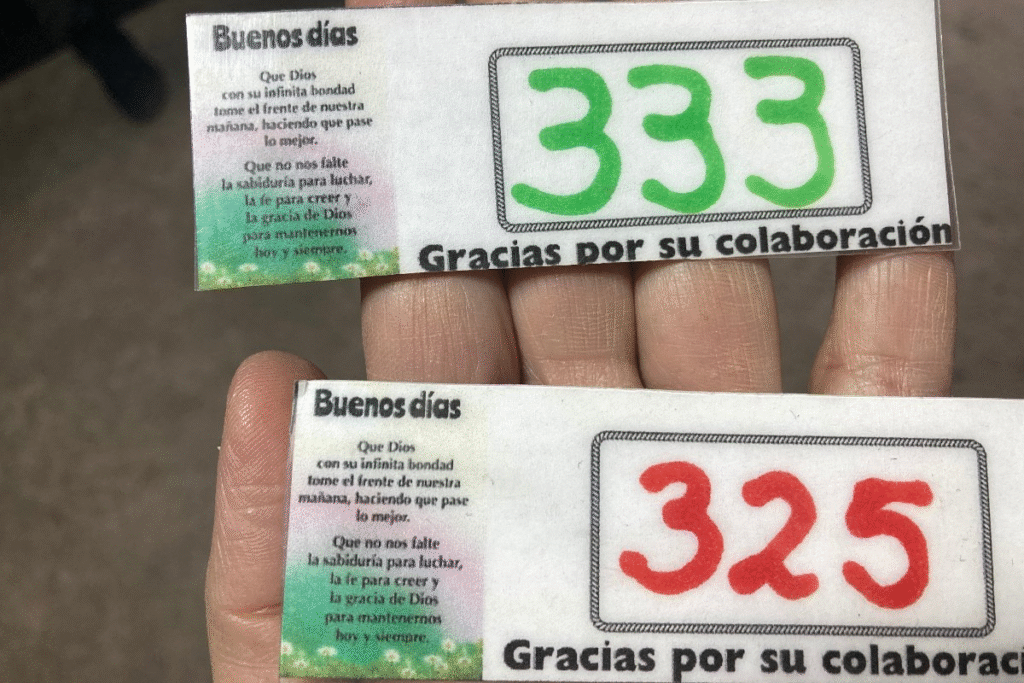 Buenos días
Que Dios
con su infinita bondad
tome el frente de nuestra
mañana, haciendo que pase
lo mejor.
Que no nos falte
la sabiduría para luchar,
la fe para creer y
la gracia de Dios
para mantenernos
hoy y siempre.
333
Gracias por su colaboración
Buenos días
Que Dios
con su infinita bondad
tome el frente de nuestra
mañana, haciendo que pase
lo mejor.
Que no nos falte
la sabiduría para luchar,
la fe para creer y
la gracia de Dios
para mantenernos
hoy y siempre.
325
Gracias por su colaboraci